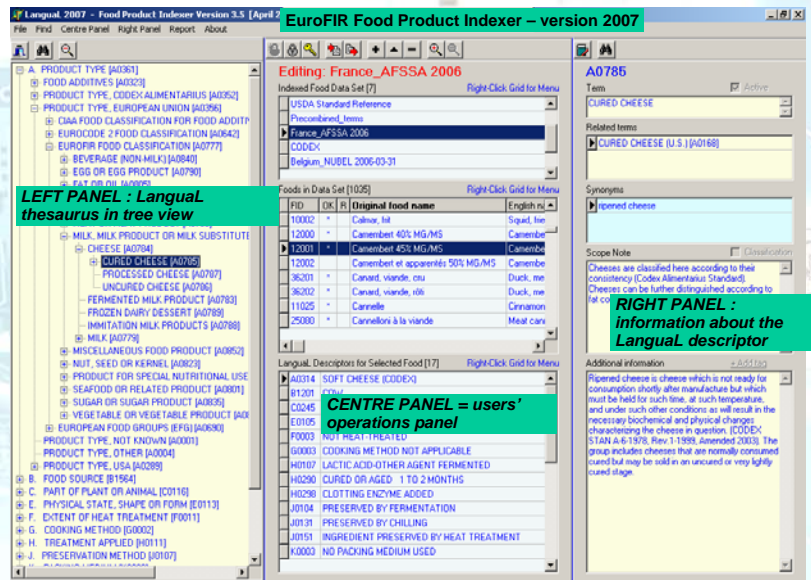 LanguaL 2007 - Food Product Indexer Version 3.5 [April 2
EuroFIR Food Product Indexer – version 2007
File Find Centre Panel Right Panel Report About
A. PRODUCT TYPE [A0361]
FOOD ADDITIVES [A0323]
PRODUCT TYPE, CODEX ALIMENTARIUS [A0352]
PRODUCT TYPE, EUROPEAN UNION [A0356]
CIAA FOOD CLASSIFICATION FOR FOOD ADDITIV
EUROCODE 2 FOOD CLASSIFICATION [A0642]
EUROFIR FOOD CLASSIFICATION [A0777]
BEVERAGE (NON-MILK) [A0840]
EGG OR EGG PRODUCT [A0790]
FAT OR OIL [A0805]
LEFT PANEL : LanguaL
thesaurus in tree view
MILK, MILK PRODUCT OR MILK SUBSTITUTE
CHEESE [A0784]
CURED CHEESE [A0785]
PROCESSED CHEESE [A0787]
UNCURED CHEESE [A0786]
FERMENTED MILK PRODUCT [A0783]
FROZEN DAIRY DESSERT [A0789]
IMMITATION MILK PRODUCTS [A0788]
MILK [A0779]
MISCELLANEOUS FOOD PRODUCT [A0852]
NUT, SEED OR KERNEL [A0823]
PRODUCT FOR SPECIAL NUTRITIONAL USE
SEAFOOD OR RELATED PRODUCT [A0801]
SUGAR OR SUGAR PRODUCT [A0835]
VEGETABLE OR VEGETABLE PRODUCT [A0
EUROPEAN FOOD GROUPS (EFG) [A0690]
PRODUCT TYPE, NOT KNOWN [A0001]
PRODUCT TYPE, OTHER [A0004]
PRODUCT TYPE, USA [A0289]
B. FOOD SOURCE [B1564]
C. PART OF PLANT OR ANIMAL [C0116]
E. PHYSICAL STATE, SHAPE OR FORM [E0113]
F. EXTENT OF HEAT TREATMENT [F0011]
G. COOKING METHOD [G0002]
H. TREATMENT APPLIED [H0111]
J. PRESERVATION METHOD [J0107]
Editing: France_AFSSA 2006
Indexed Food Data Set [7] Right-Click Grid for Menu
USDA Standard Reference
Precombined_terms
France_AFSSA 2006
CODEX
Belgium_NUBEL 2006-03-31
Foods in Data Set [1035] Right-Click Grid for Menu
FID OK R Original food name English n
10002 * Calmar, frit Squid, frie
12000 * Camembert 40% MG/MS Camembe
12001 * Camembert 45% MG/MS Camembe
12002 Camembert et apparentés 50% MG/MS Camembe
36201 * Canard, viande, cru Duck, me
36202 * Canard, viande, rôti Duck, me
11025 * Cannelle Cinnamon
25080 * Cannelloni à la viande Meat cann
LanguaL Descriptors for Selected Food [17] Right-Click Grid for Menu
A0314 SOFT CHEESE (CODEX)
B1201 COW
C0245
E0105
CENTRE PANEL = users’
operations panel
F0003 NOT HEAT-TREATED
G0003 COOKING METHOD NOT APPLICABLE
H0107 LACTIC ACID-OTHER AGENT FERMENTED
H0290 CURED OR AGED 1 TO 2 MONTHS
H0298 CLOTTING ENZYME ADDED
J0104 PRESERVED BY FERMENTATION
J0131 PRESERVED BY CHILLING
J0151 INGREDIENT PRESERVED BY HEAT TREATMENT
K0003 NO PACKING MEDIUM USED
A0785
Term Active
CURED CHEESE
Related terms
CURED CHEESE (U.S.) [A0168]
Synonyms
ripened cheese
Scope Note Classification
Cheeses are classified here according to their
consistency (Codex Alimentarius Standard).
Cheeses can be further distinguished according to
fat co
RIGHT PANEL :
information about the
LanguaL descriptor
Additional information + Add tag
Ripened cheese is cheese which is not ready for
consumption shortly after manufacture but which
must be held for such time, at such temperature,
and under such other conditions as will result in the
necessary biochemical and physical changes
characterizing the cheese in question. [CODEX
STAN A-6-1978, Rev.1-1999, Amended 2003]. The
group includes cheeses that are normally consumed
cured but may be sold in an uncured or very lightly
cured stage.